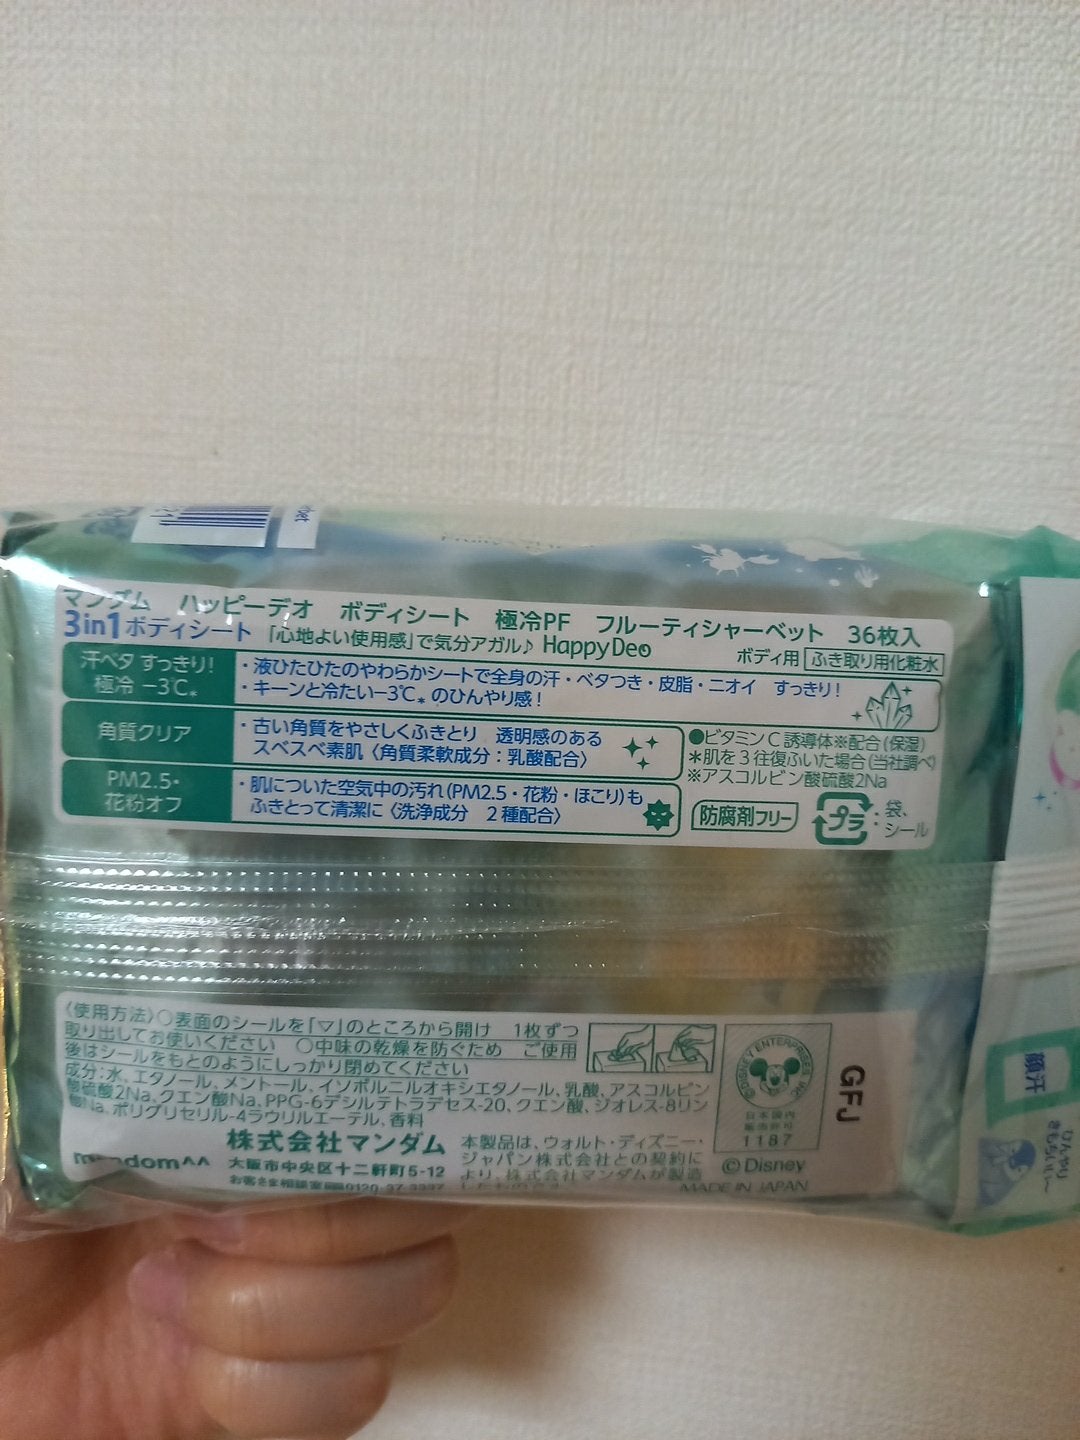 マンダム ハッピーデオ ボディシート 極冷PF フルーティシャーベット 36枚入
3in1ボディシート 「心地よい使用感」で気分アガル♪ HappyDeo
ボディ用 ふき取り用化粧水
汗ベタ すっきり!
極冷 −3℃*
・液ひたひたのやわらかシートで全身の汗・ベタつき・皮脂・ニオイ すっきり!
・キーンと冷たい−3℃*のひんやり感!
角質クリア
・古い角質をやさしくふきとり 透明感のある
スベスベ素肌〈角質柔軟成分:乳酸配合〉
PM2.5・
花粉オフ
・肌についた空気中の汚れ(PM2.5・花粉・ほこり)も
ふきとって清潔に〈洗浄成分 2種配合〉
●ビタミンC誘導体※配合(保湿)
*肌を3往復ふいた場合(当社調べ)
※アスコルビン酸硫酸2Na
防腐剤フリー
プラ
:袋、
シール
〈使用方法〉○表面のシールを「▽」のところから開け 1枚ずつ
取り出してお使いください ○中味の乾燥を防ぐため ご使用
後はシールをもとのようにしっかり閉めてください
成分:水、エタノール、メントール、イソボルニルオキシエタノール、乳酸、アスコルビン
酸硫酸2Na、クエン酸Na、PPG-6デシルテトラデセス-20、クエン酸、ジオレス-8リン
酸Na、ポリグリセリル-4ラウリルエーテル、香料
株式会社マンダム
mandom
大阪市中央区十二軒町5-12
お客さま相談室 0120-37-3337
本製品は、ウォルト・ディズニー・
ジャパン株式会社との契約に
より、株式会社マンダムが製造
MADE IN JAPAN
©DISNEY ENTERPRISES INC.
日本国内
販売許可
1187
©Disney
GFJ
顔汗